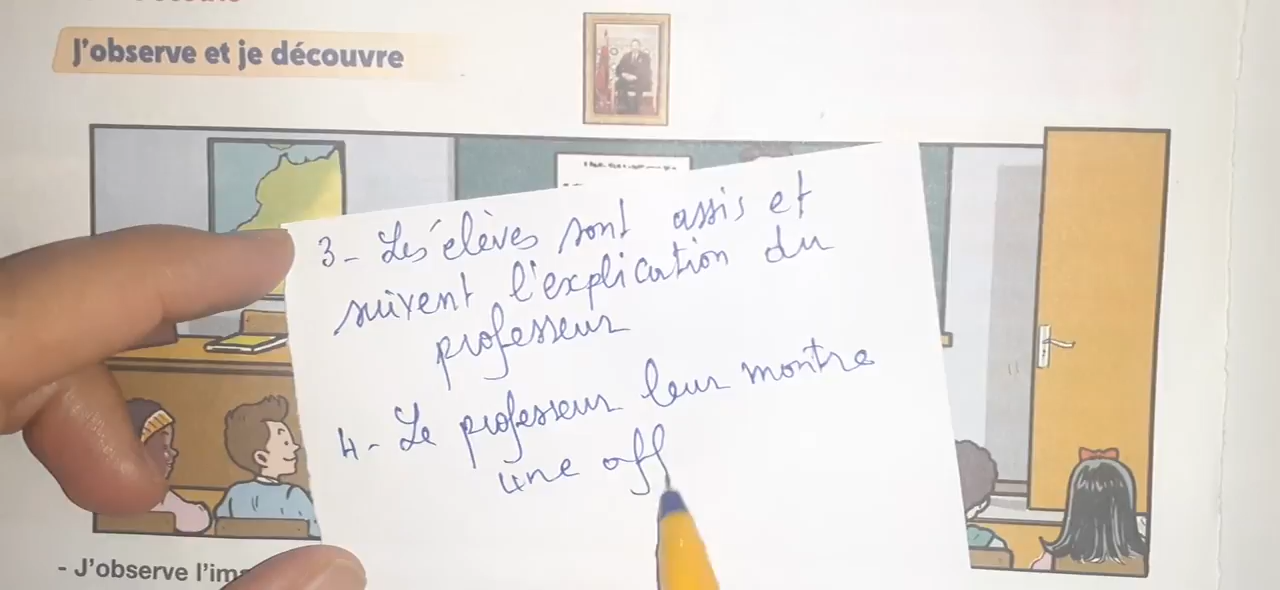 J'observe et je découvre
3- Les élèves sont assis et
suivent l'explication du
professeur
4- Le professeur leur montre
une aff
- J'observe l'im